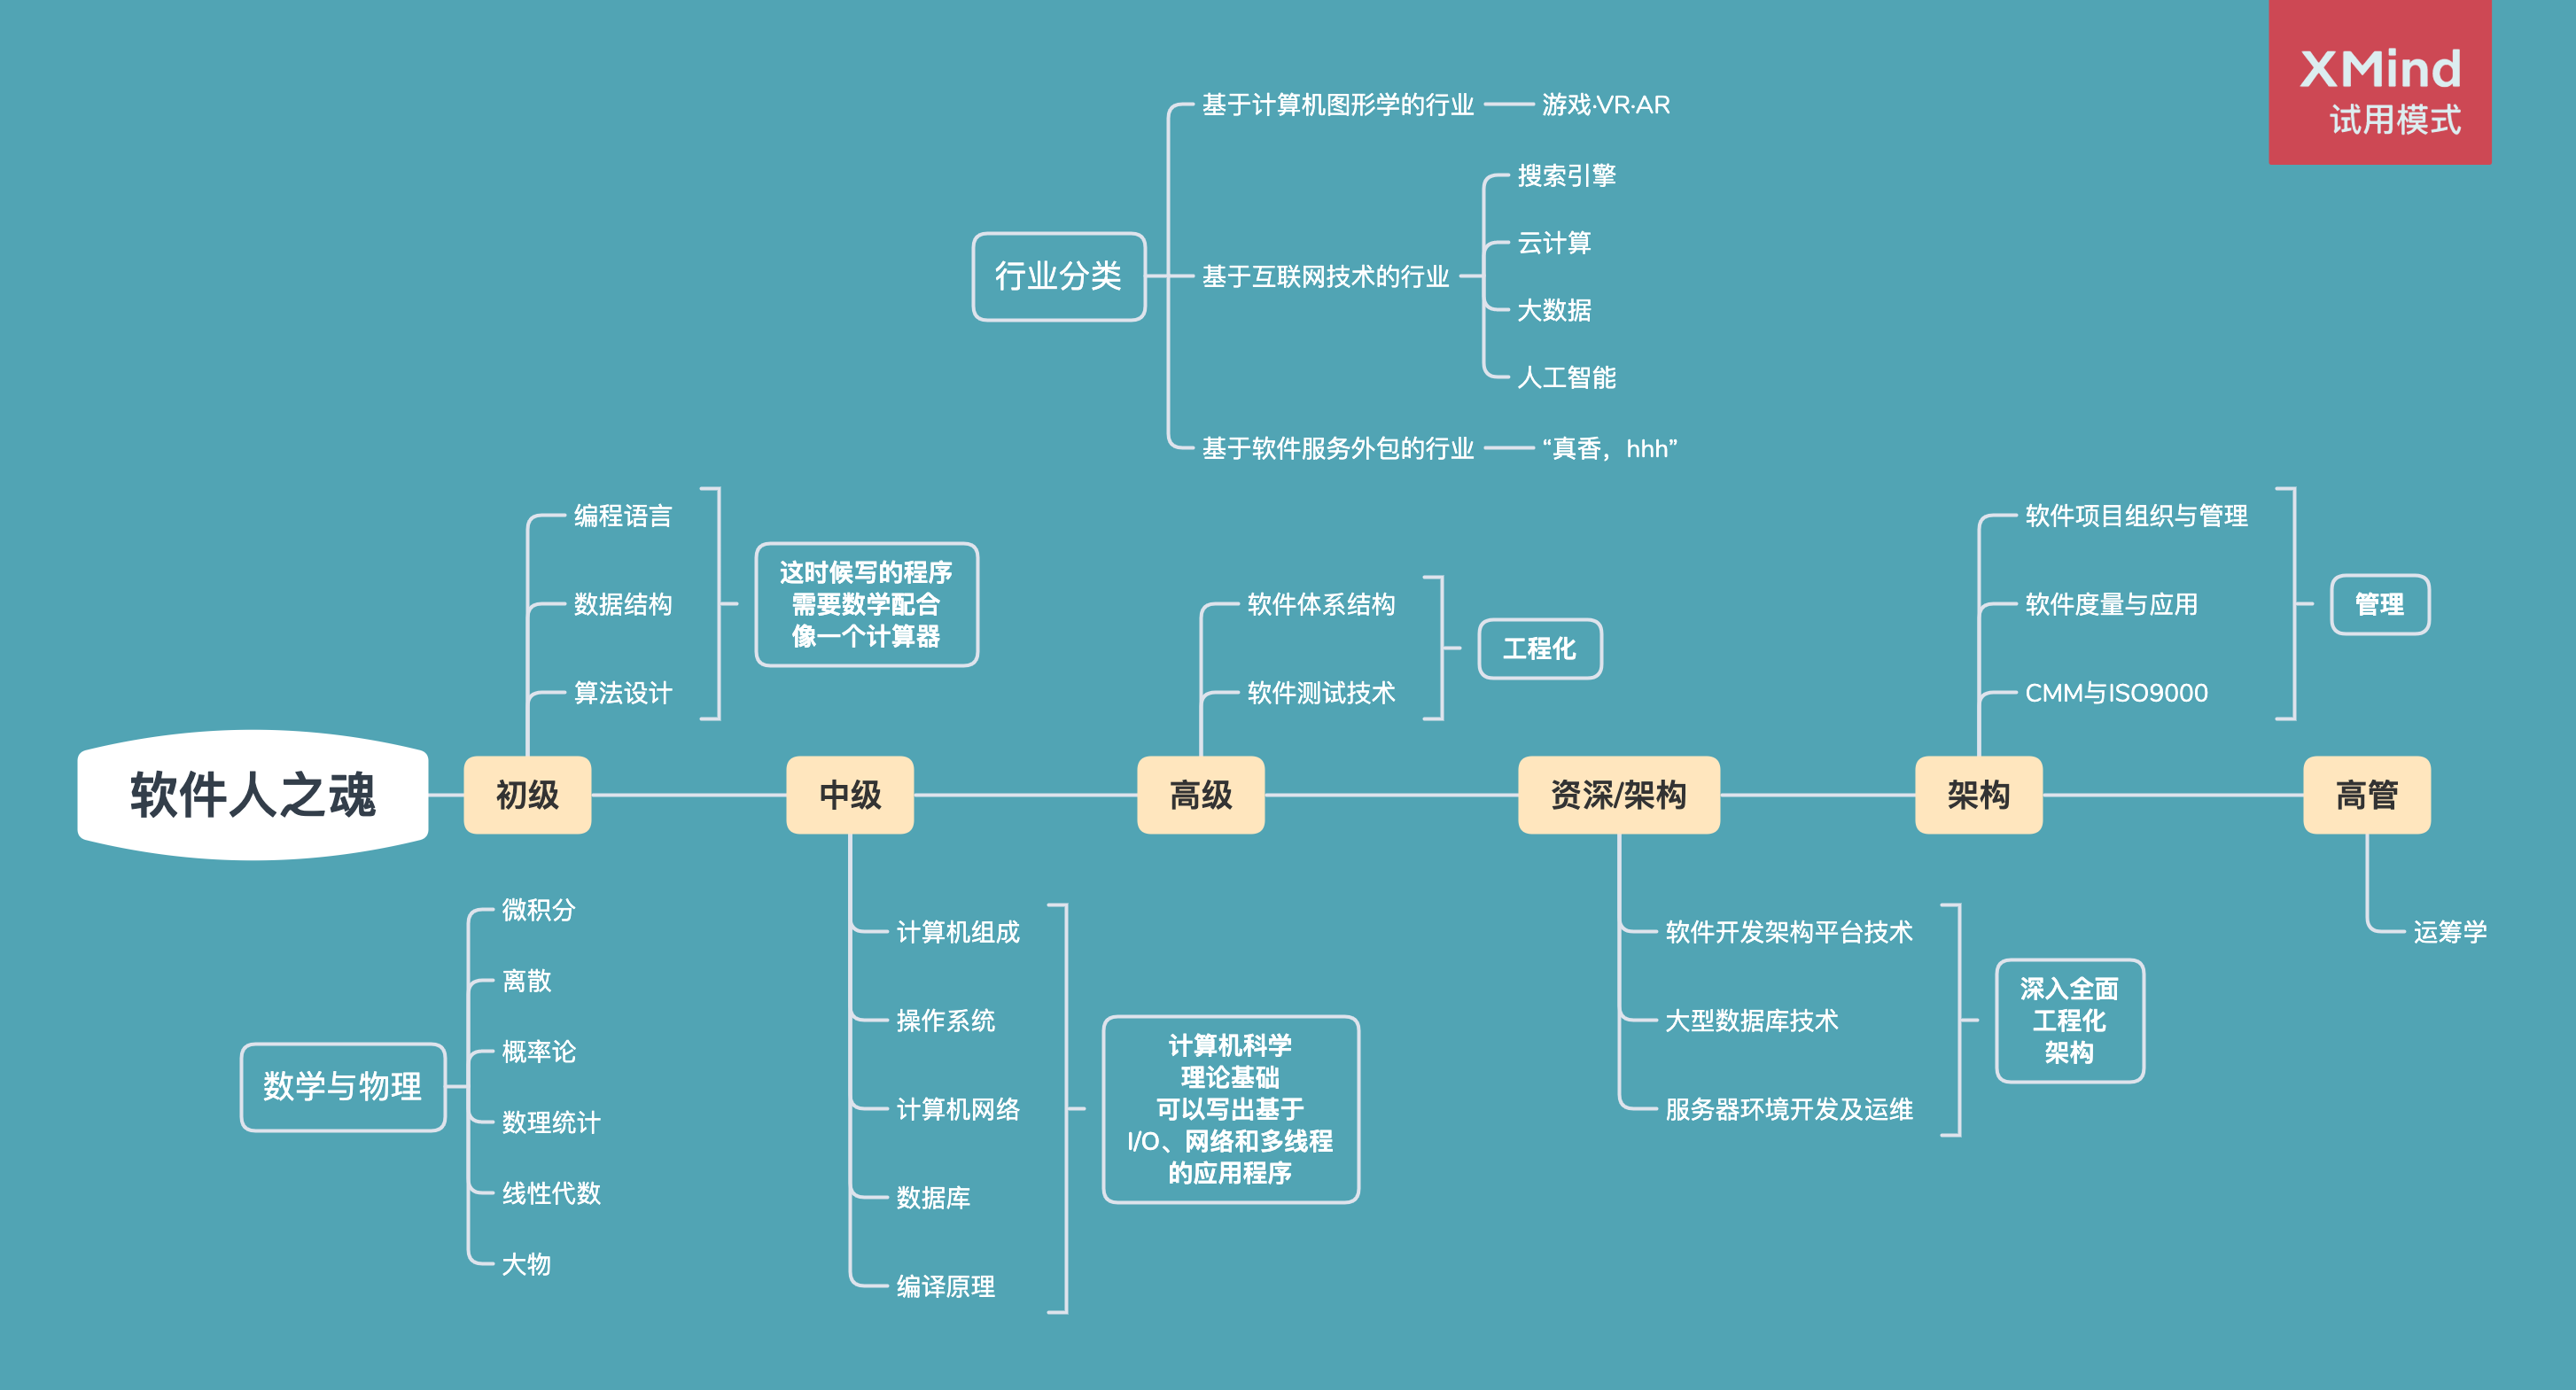 XMind
试用模式
行业分类
基于计算机图形学的行业
游戏·VR·AR
基于互联网技术的行业
搜索引擎
云计算
大数据
人工智能
基于软件服务外包的行业
“真香，hhh”
软件人之魂
初级
编程语言
数据结构
算法设计
这时候写的程序
需要数学配合
像一个计算器
中级
计算机组成
操作系统
计算机网络
数据库
编译原理
计算机科学
理论基础
可以写出基于
I/O、网络和多线程
的应用程序
高级
软件体系结构
软件测试技术
工程化
资深/架构
软件开发架构平台技术
大型数据库技术
服务器环境开发及运维
深入全面
工程化
架构
架构
软件项目组织与管理
软件度量与应用
CMM与ISO9000
管理
高管
运筹学
数学与物理
微积分
离散
概率论
数理统计
线性代数
大物